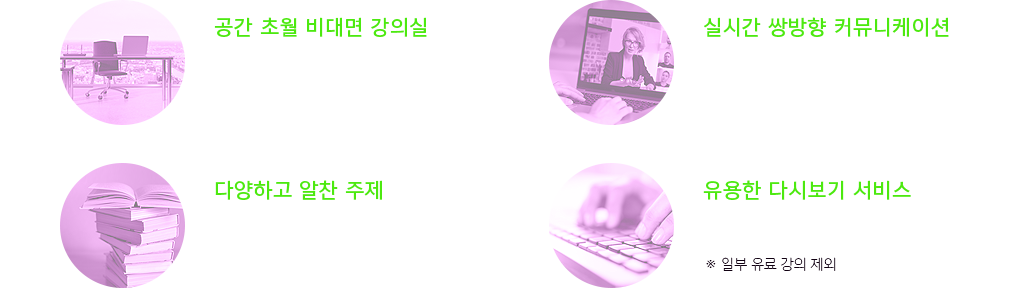 공간 초월 비대면 강의실
실시간 쌍방향 커뮤니케이션
다양하고 알찬 주제
유용한 다시보기 서비스
※ 일부 유료 강의 제외